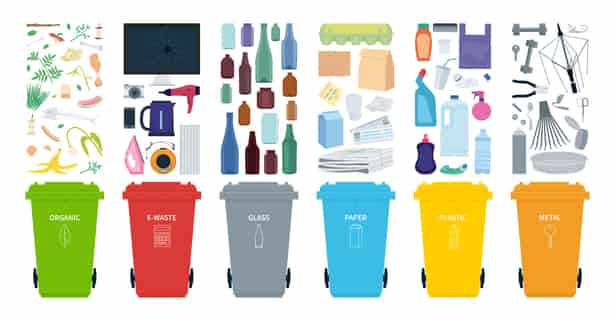 ORGANIC
E-WASTE
GLASS
PAPER
PLASTIC
METAL